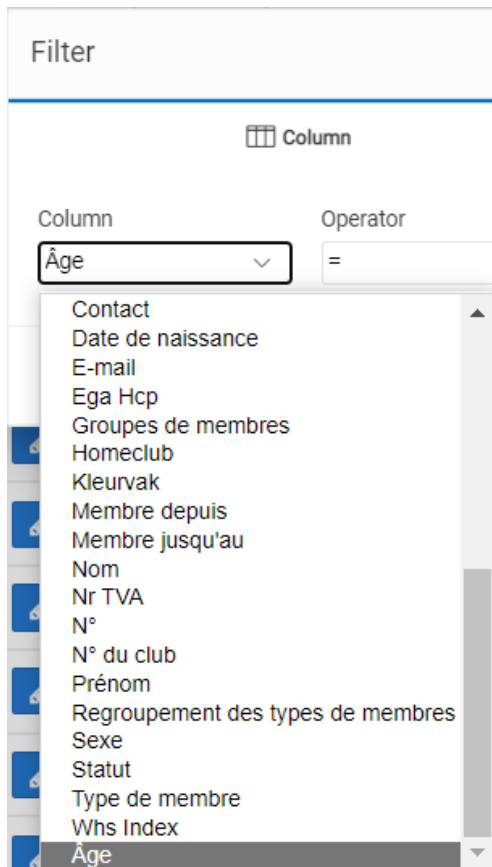 Filter
Column
Column Operator
Âge =
Contact
Date de naissance
E-mail
Ega Hcp
Groupes de membres
Homeclub
Kleurvak
Membre depuis
Membre jusqu'au
Nom
Nr TVA
N°
N° du club
Prénom
Regroupement des types de membres
Sexe
Statut
Type de membre
Whs Index
Âge